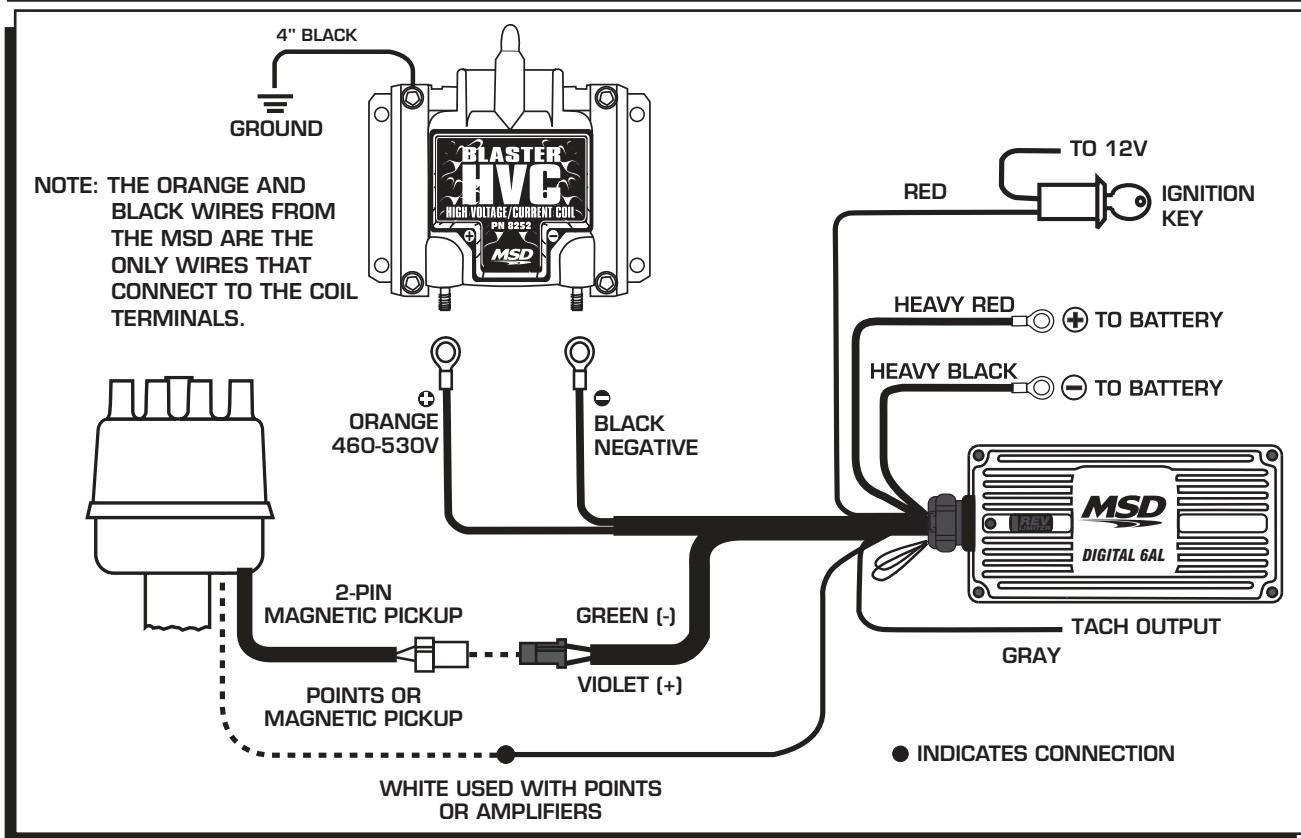 4" BLACK
GROUND
NOTE: THE ORANGE AND
BLACK WIRES FROM
THE MSD ARE THE
ONLY WIRES THAT
CONNECT TO THE COIL
TERMINALS.
BLASTER
HVC
HIGH VOLTAGE/CURRENT COIL
PN 8252
+ −
MSD
TO 12V
RED
IGNITION
KEY
HEAVY RED
+ TO BATTERY
HEAVY BLACK
− TO BATTERY
+
ORANGE
460-530V
−
BLACK
NEGATIVE
MSD
REV
LIMITER
DIGITAL 6AL
2-PIN
MAGNETIC PICKUP
GREEN (-)
VIOLET (+)
TACH OUTPUT
GRAY
POINTS OR
MAGNETIC PICKUP
WHITE USED WITH POINTS
OR AMPLIFIERS
INDICATES CONNECTION